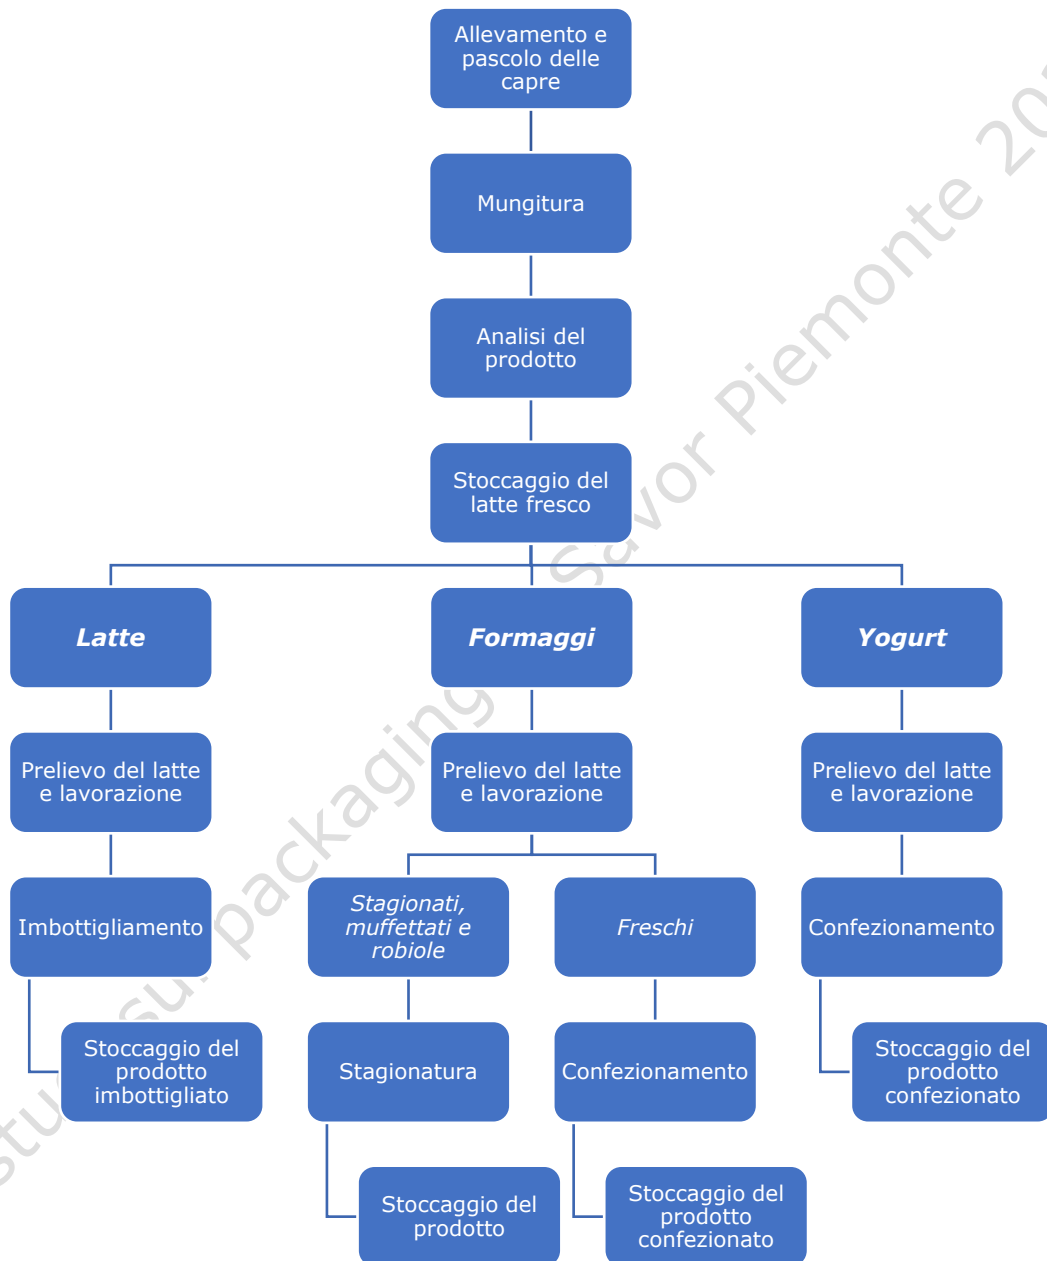 Allevamento e
pascolo delle
capre
Mungitura
Analisi del
prodotto
Stoccaggio del
latte fresco
Latte
Formaggi
Yogurt
Prelievo del latte
e lavorazione
Prelievo del latte
e lavorazione
Prelievo del latte
e lavorazione
Imbottigliamento
Stagionati,
muffettati e
robiole
Freschi
Confezionamento
Stoccaggio del
prodotto
imbottigliato
Stagionatura
Confezionamento
Stoccaggio del
prodotto
confezionato
Stoccaggio del
prodotto
Stoccaggio del
prodotto
confezionato
sul packaging Savor Piemonte